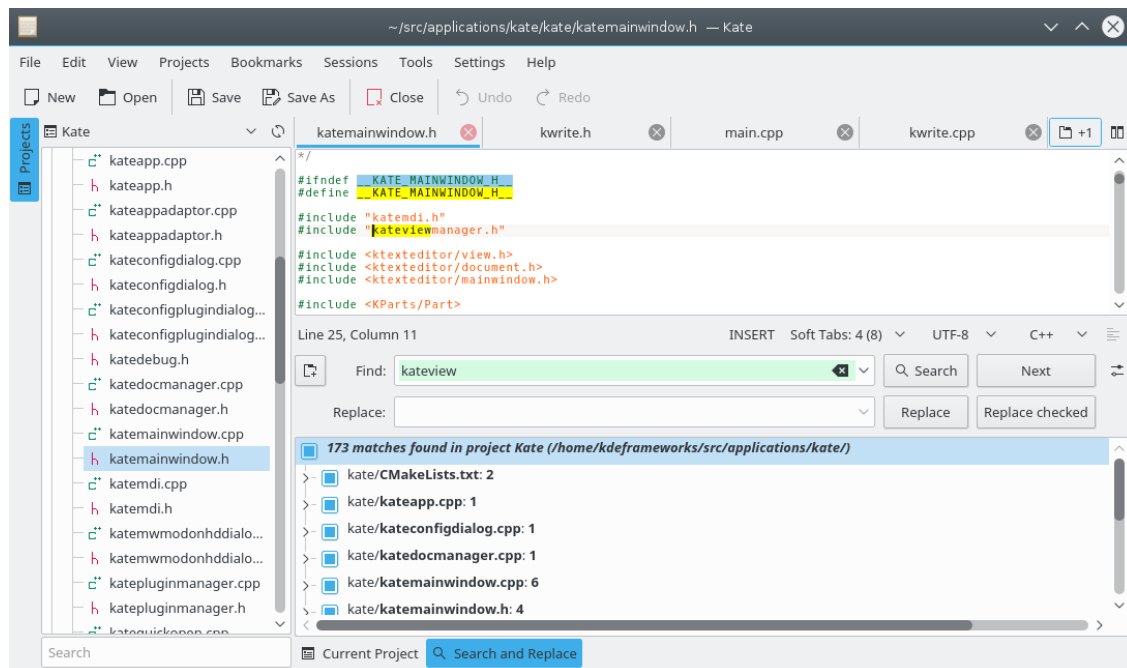 ~/src/applications/kate/kate/katemainwindow.h — Kate
File Edit View Projects Bookmarks Sessions Tools Settings Help
New Open Save Save As Close Undo Redo
Projects
Kate
kateapp.cpp
kateapp.h
kateappadaptor.cpp
kateappadaptor.h
kateconfigdialog.cpp
kateconfigdialog.h
kateconfigplugindialog...
kateconfigplugindialog...
katedebug.h
katedocmanager.cpp
katedocmanager.h
katemainwindow.cpp
katemainwindow.h
katemdi.cpp
katemdi.h
katemwmodonhddialo...
katemwmodonhddialo...
katepluginmanager.cpp
katepluginmanager.h
katequickopen.cpp
Search
katemainwindow.h kwrite.h main.cpp kwrite.cpp +1
*/
#ifndef __KATE_MAINWINDOW_H__
#define __KATE_MAINWINDOW_H__
#include "katemdi.h"
#include "kateviewmanager.h"
#include <ktexteditor/view.h>
#include <ktexteditor/document.h>
#include <ktexteditor/mainwindow.h>
#include <KParts/Part>
Line 25, Column 11 INSERT Soft Tabs: 4 (8) UTF-8 C++
Find: kateview Search Next
Replace: Replace Replace checked
173 matches found in project Kate (/home/kdeframeworks/src/applications/kate/)
kate/CMakeLists.txt: 2
kate/kateapp.cpp: 1
kate/kateconfigdialog.cpp: 1
kate/katedocmanager.cpp: 1
kate/katemainwindow.cpp: 6
kate/katemainwindow.h: 4
Current Project Search and Replace